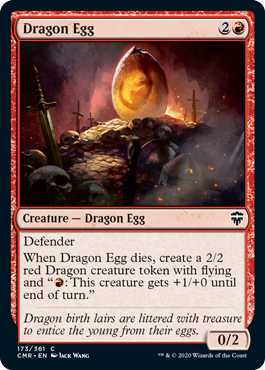 Dragon Egg 2
Creature — Dragon Egg
Defender
When Dragon Egg dies, create a 2/2
red Dragon creature token with flying
and “: This creature gets +1/+0 until
end of turn.”
Dragon birth lairs are littered with treasure
to entice the young from their eggs.
0/2
173/361 C
CMR • EN JACK WANG
™ & © 2020 Wizards of the Coast